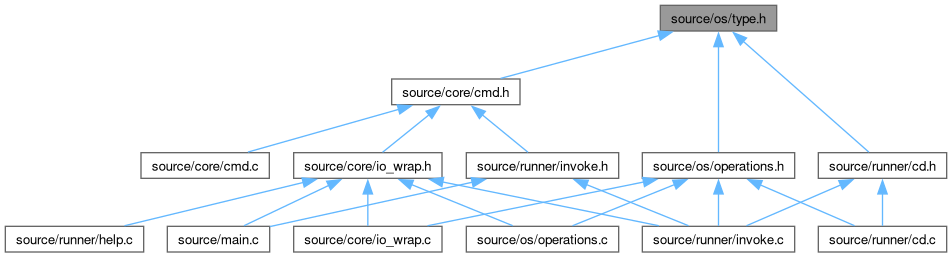 source/os/type.h
source/core/cmd.h
source/core/cmd.c
source/core/io_wrap.h
source/runner/invoke.h
source/os/operations.h
source/runner/cd.h
source/runner/help.c
source/main.c
source/core/io_wrap.c
source/os/operations.c
source/runner/invoke.c
source/runner/cd.c